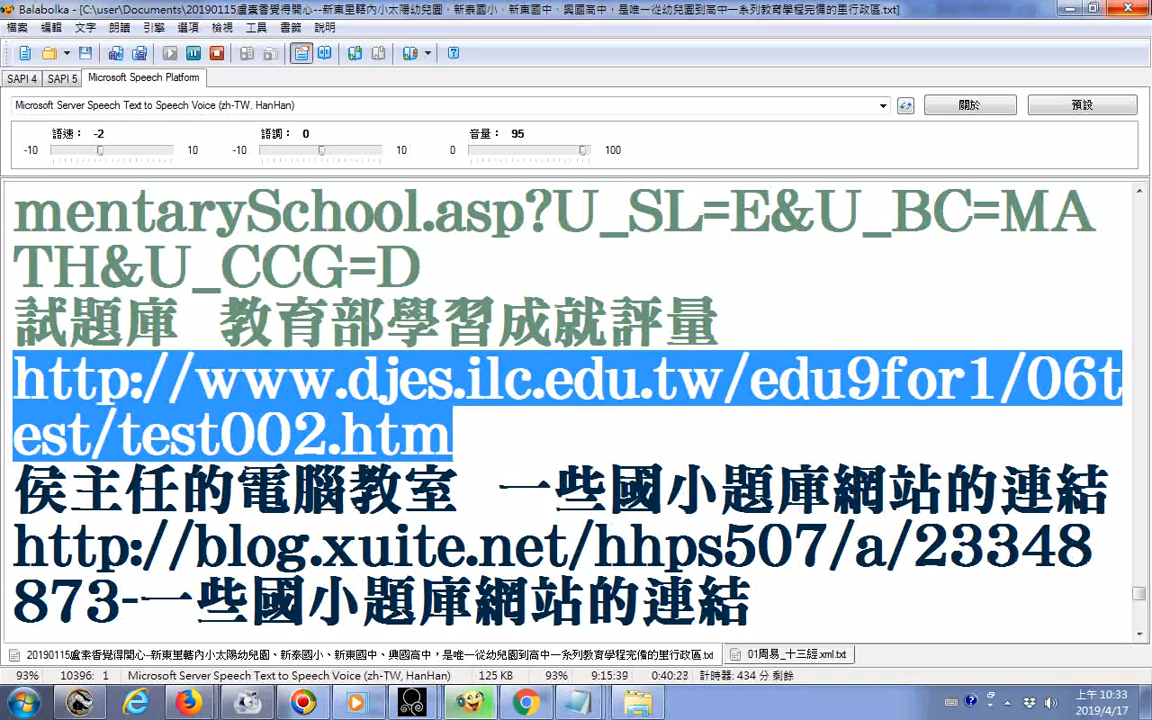 Balabolka - [C:\user\Documents\20190115盧素香覺得開心--新東里轄內小太陽幼兒園、新泰國小、新東國中、興國高中，是唯一從幼兒園到高中一系列教育學程完備的里行政區.txt]
檔案 編輯 文字 朗讀 引擎 選項 檢視 工具 書籤 說明
SAPI 4 SAPI 5 Microsoft Speech Platform
Microsoft Server Speech Text to Speech Voice (zh-TW, HanHan) 關於 預設
語速： -2 語調： 0 音量： 95
-10 10 -10 10 0 100
mentarySchool.asp?U_SL=E&U_BC=MA
TH&U_CCG=D
試題庫 教育部學習成就評量
http://www.djes.ilc.edu.tw/edu9for1/06t
est/test002.htm
侯主任的電腦教室 一些國小題庫網站的連結
http://blog.xuite.net/hhps507/a/23348
873-一些國小題庫網站的連結
20190115盧素香覺得開心--新東里轄內小太陽幼兒園、新泰國小、新東國中、興國高中，是唯一從幼兒園到高中一系列教育學程完備的里行政區.txt 01周易_十三經.xml.txt
93% 10396: 1 Microsoft Server Speech Text to Speech Voice (zh-TW, HanHan) 125 KB 93% 9:15:39 0:40:23 計時器: 434 分 剩餘
上午 10:33
2019/4/17